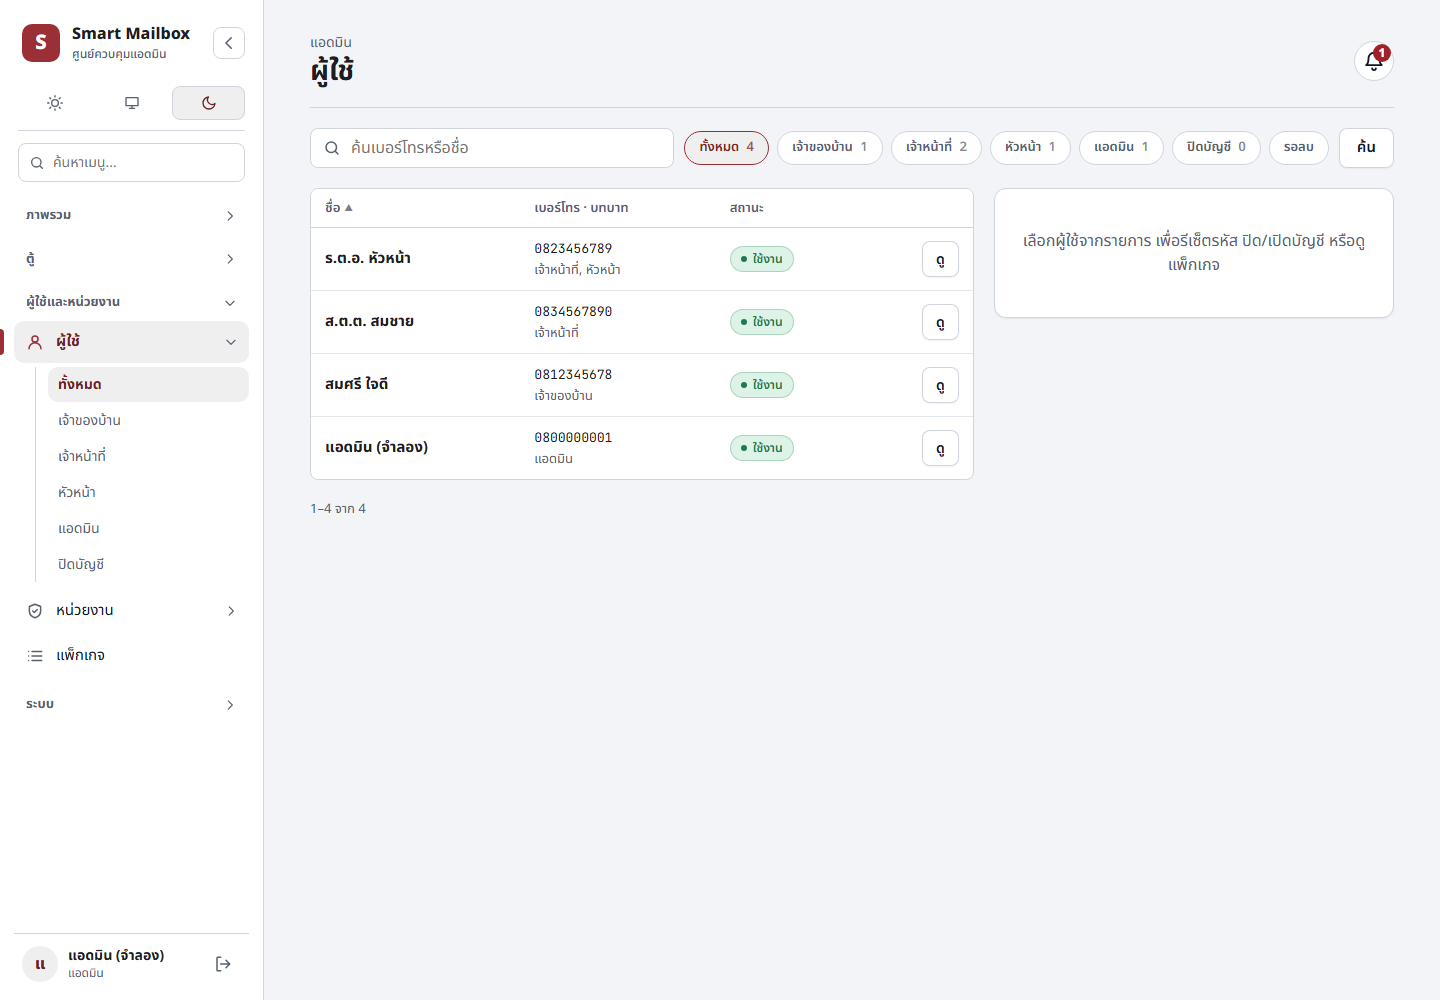 S
Smart Mailbox
ศูนย์ควบคุมแอดมิน
ค้นหาเมนู...
ภาพรวม
ตู้
ผู้ใช้และหน่วยงาน
ผู้ใช้
ทั้งหมด
เจ้าของบ้าน
เจ้าหน้าที่
หัวหน้า
แอดมิน
ปิดบัญชี
หน่วยงาน
แพ็กเกจ
ระบบ
แ
แอดมิน (จำลอง)
แอดมิน
แอดมิน
ผู้ใช้
1
ค้นเบอร์โทรหรือชื่อ
ทั้งหมด 4
เจ้าของบ้าน 1
เจ้าหน้าที่ 2
หัวหน้า 1
แอดมิน 1
ปิดบัญชี 0
รอลบ
ค้น
ชื่อ ▲ เบอร์โทร · บทบาท สถานะ
ร.ต.อ. หัวหน้า 0823456789 ใช้งาน ดู
เจ้าหน้าที่, หัวหน้า
ส.ต.ต. สมชาย 0834567890 ใช้งาน ดู
เจ้าหน้าที่
สมศรี ใจดี 0812345678 ใช้งาน ดู
เจ้าของบ้าน
แอดมิน (จำลอง) 0800000001 ใช้งาน ดู
แอดมิน
1–4 จาก 4
เลือกผู้ใช้จากรายการ เพื่อรีเซ็ตรหัส ปิด/เปิดบัญชี หรือดู
แพ็กเกจ